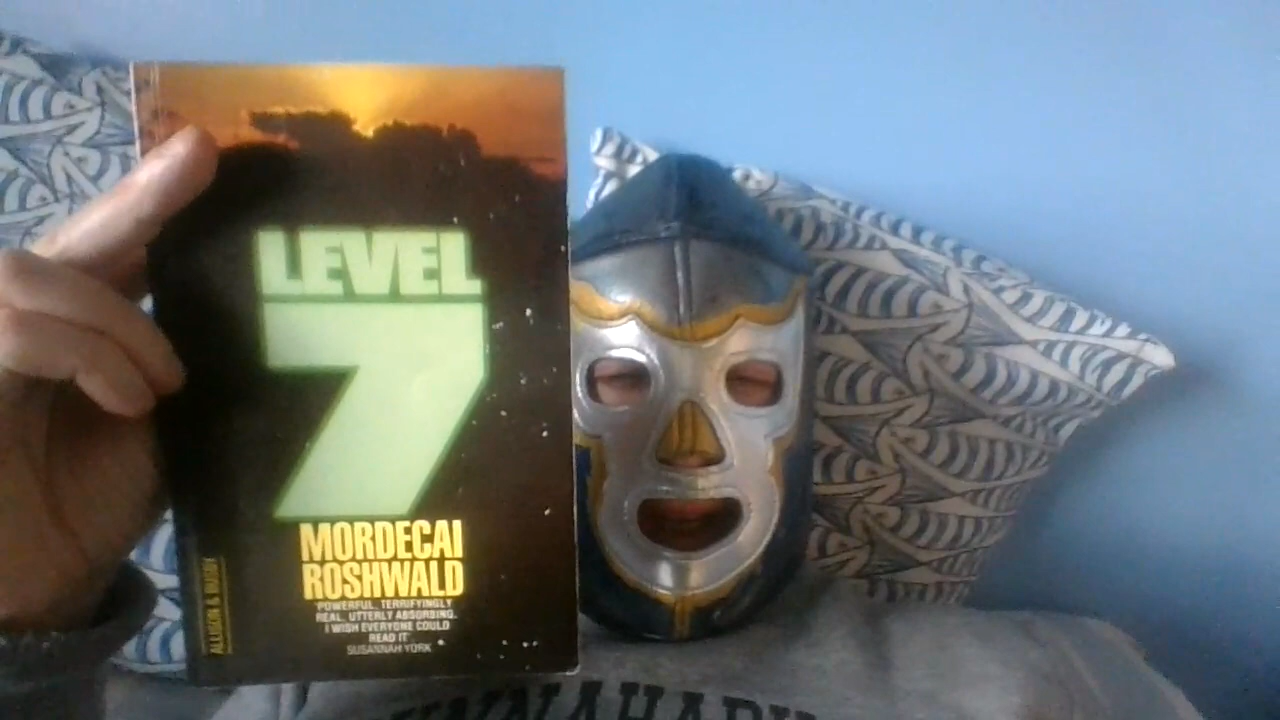 LEVEL
7
MORDECAI
ROSHWALD
'POWERFUL, TERRIFYINGLY
REAL, UTTERLY ABSORBING.
I WISH EVERYONE COULD
READ IT'
SUSANNAH YORK
ALLISON & BUSBY